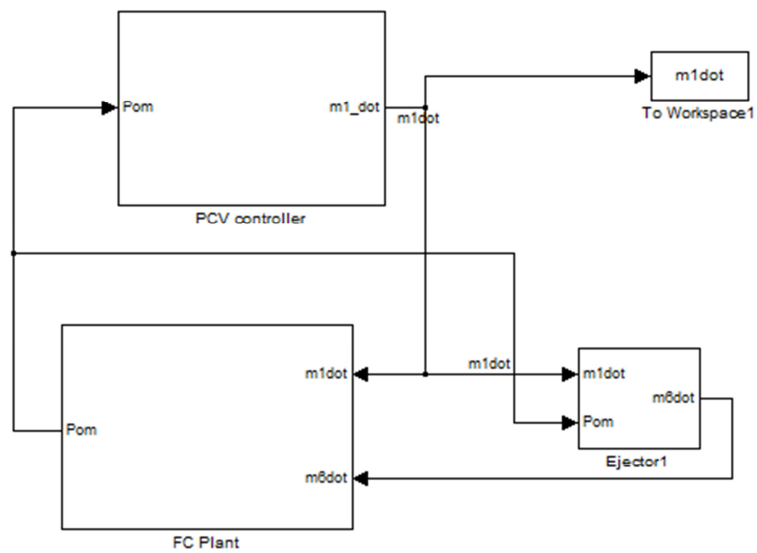 m1dot
To Workspace1
Pom
m1_dot
m1dot
PCV controller
m1dot
m1dot
m1dot
m6dot
Pom
Pom
Ejector1
m6dot
FC Plant